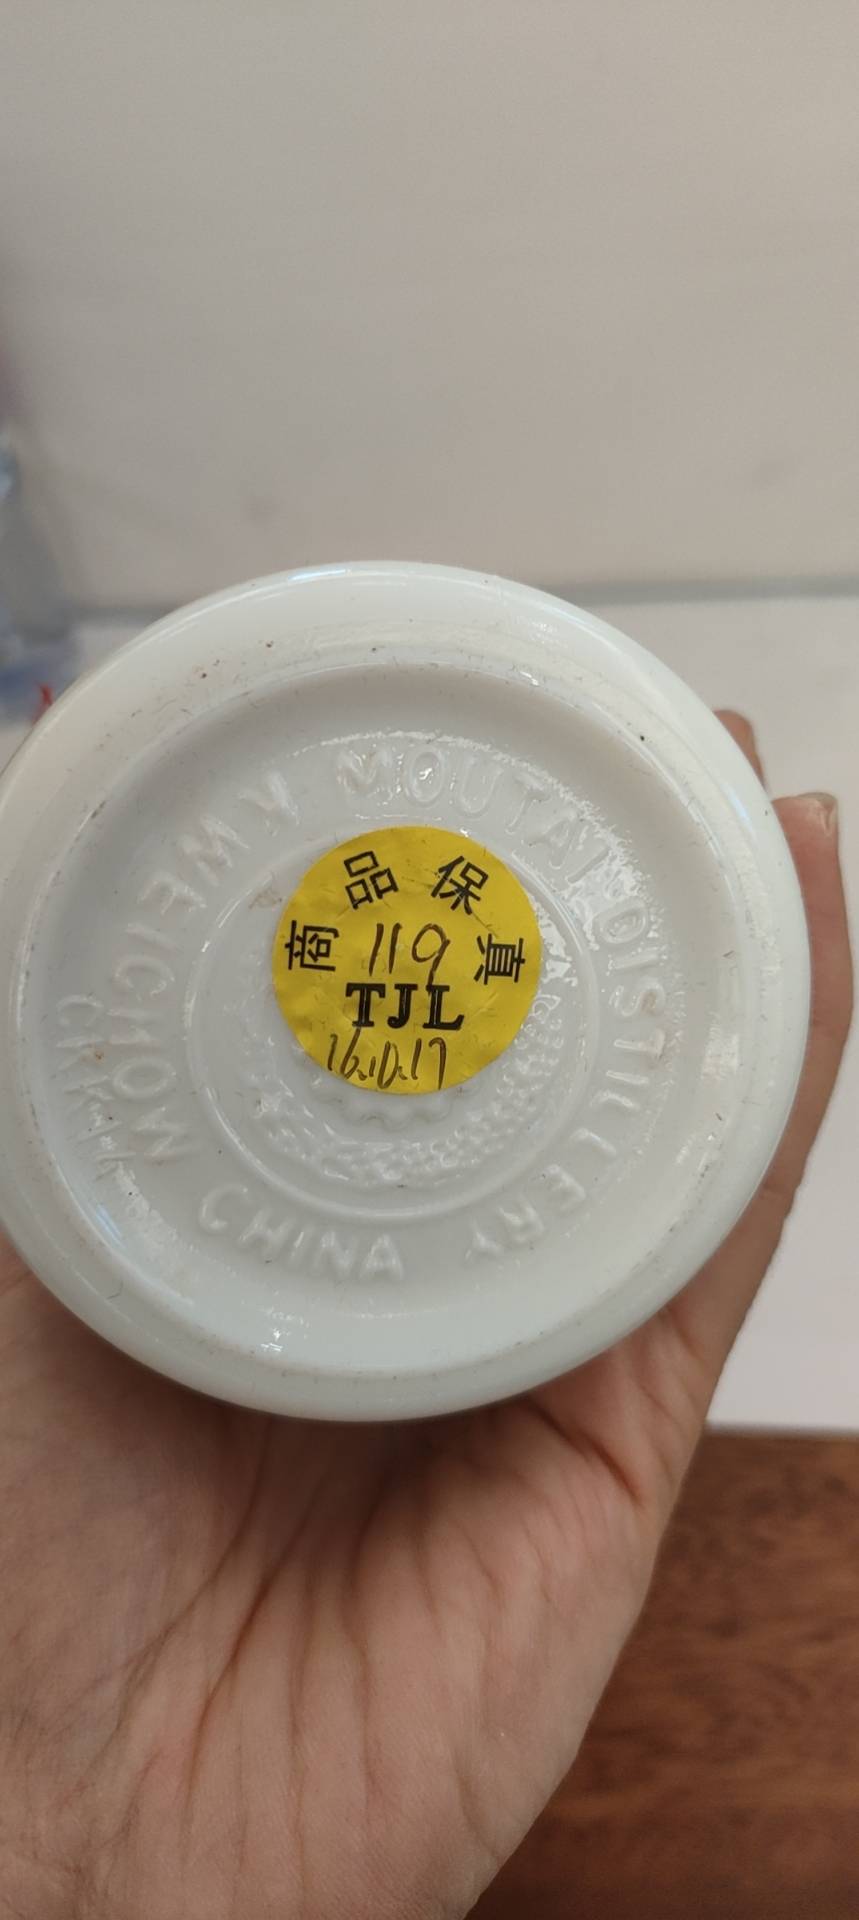 商品保真
119
TJL
16.10.17
KWEICHOW MOUTAI DISTILLERY
CHINA